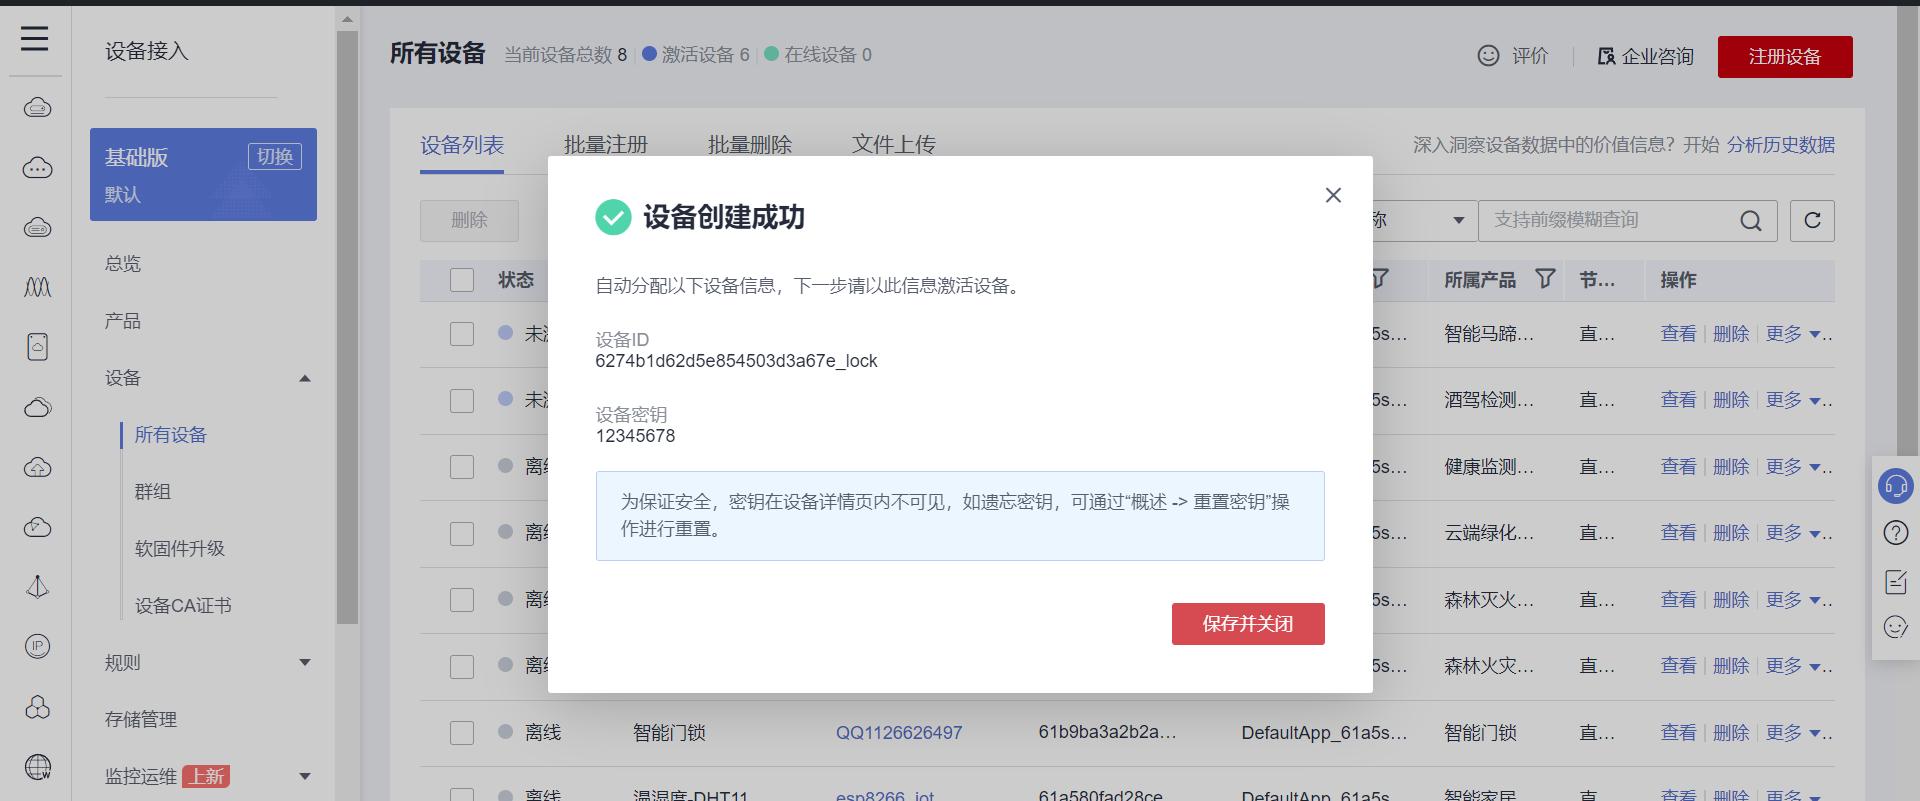 设备接入
基础版 切换
默认
总览
产品
设备
所有设备
群组
软固件升级
设备CA证书
规则
存储管理
监控运维 上新
IP
W
所有设备 当前设备总数 8 激活设备 6 在线设备 0
评价 企业咨询 注册设备
设备列表 批量注册 批量删除 文件上传
深入洞察设备数据中的价值信息？开始 分析历史数据
删除 称 支持前缀模糊查询
状态 所属产品 节... 操作
未 5s... 智能马蹄... 直... 查看 删除 更多
未 5s... 酒驾检测... 直... 查看 删除 更多
离 5s... 健康监测... 直... 查看 删除 更多
离 5s... 云端绿化... 直... 查看 删除 更多
离 5s... 森林灭火... 直... 查看 删除 更多
离 5s... 森林火灾... 直... 查看 删除 更多
离线 智能门锁 QQ1126626497 61b9ba3a2b2a... DefaultApp_61a5s... 智能门锁 直... 查看 删除 更多
离线 温湿度-DHT11 esp8266_iot 61a580fad28ce... DefaultApp_61a5s... 智能家居 直... 查看 删除 更多
设备创建成功
自动分配以下设备信息，下一步请以此信息激活设备。
设备ID
6274b1d62d5e854503d3a67e_lock
设备密钥
12345678
为保证安全，密钥在设备详情页内不可见，如遗忘密钥，可通过“概述 -> 重置密钥”操
作进行重置。
保存并关闭